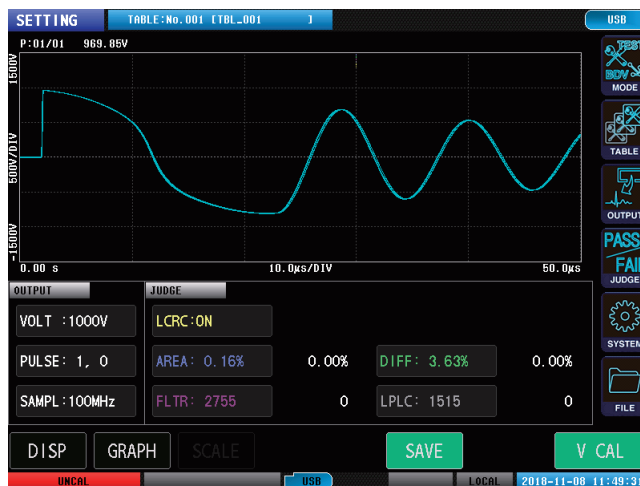 SETTING TABLE:No.001 [TBL_001 ] USB
P:01/01 969.85V
1500V
500V/DIV
-1500V
0.00 s 10.0μs/DIV 50.0μs
TEST
BDV
MODE
TABLE
OUTPUT
PASS
FAIL
JUDGE
SYSTEM
FILE
OUTPUT JUDGE
VOLT :1000V LCRC:ON
PULSE: 1, 0 AREA: 0.16% 0.00% DIFF: 3.63% 0.00%
SAMPL:100MHz FLTR: 2755 0 LPLC: 1515 0
DISP GRAPH SCALE SAVE V CAL
UNCAL USB LOCAL 2018-11-08 11:49:3